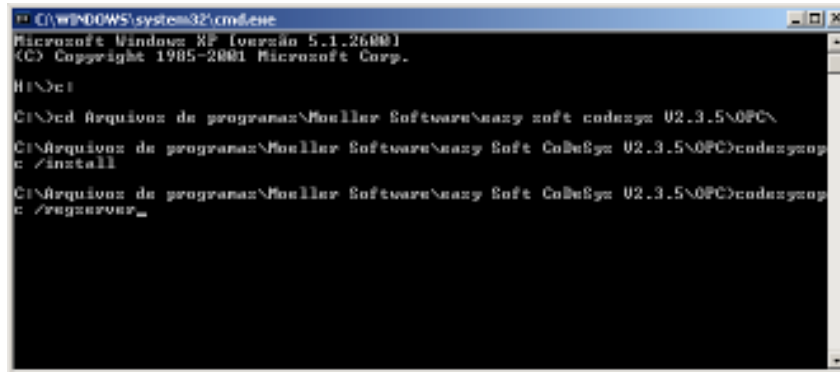 C:\WINDOWS\system32\cmd.exe
Microsoft Windows XP [versão 5.1.2600]
(C) Copyright 1985-2001 Microsoft Corp.
H:\>c:
C:\>cd Arquivos de programas\Moeller Software\easy soft codesys V2.3.5\OPC\
C:\Arquivos de programas\Moeller Software\easy Soft CoDeSys V2.3.5\OPC>codesysop
c /install
C:\Arquivos de programas\Moeller Software\easy Soft CoDeSys V2.3.5\OPC>codesysop
c /regserver_